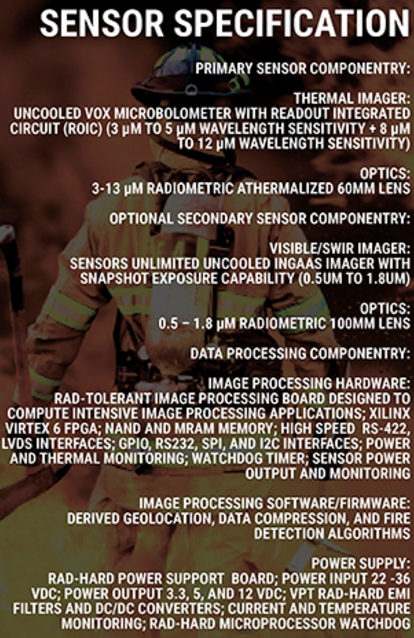 SENSOR SPECIFICATION
PRIMARY SENSOR COMPONENTRY:
THERMAL IMAGER:
UNCOOLED VOX MICROBOLOMETER WITH READOUT INTEGRATED
CIRCUIT (ROIC) (3 µM TO 5 µM WAVELENGTH SENSITIVITY + 8 µM
TO 12 µM WAVELENGTH SENSITIVITY)
OPTICS:
3-13 µM RADIOMETRIC ATHERMALIZED 60MM LENS
OPTIONAL SECONDARY SENSOR COMPONENTRY:
VISIBLE/SWIR IMAGER:
SENSORS UNLIMITED UNCOOLED INGAAS IMAGER WITH
SNAPSHOT EXPOSURE CAPABILITY (0.5UM TO 1.8UM)
OPTICS:
0.5 – 1.8 µM RADIOMETRIC 100MM LENS
DATA PROCESSING COMPONENTRY:
IMAGE PROCESSING HARDWARE:
RAD-TOLERANT IMAGE PROCESSING BOARD DESIGNED TO
COMPUTE INTENSIVE IMAGE PROCESSING APPLICATIONS; XILINX
VIRTEX 6 FPGA; NAND AND MRAM MEMORY; HIGH SPEED RS-422,
LVDS INTERFACES; GPIO, RS232, SPI, AND I2C INTERFACES; POWER
AND THERMAL MONITORING; WATCHDOG TIMER; SENSOR POWER
OUTPUT AND MONITORING
IMAGE PROCESSING SOFTWARE/FIRMWARE:
DERIVED GEOLOCATION, DATA COMPRESSION, AND FIRE
DETECTION ALGORITHMS
POWER SUPPLY:
RAD-HARD POWER SUPPORT BOARD; POWER INPUT 22 -36
VDC; POWER OUTPUT 3.3, 5, AND 12 VDC; VPT RAD-HARD EMI
FILTERS AND DC/DC CONVERTERS; CURRENT AND TEMPERATURE
MONITORING; RAD-HARD MICROPROCESSOR WATCHDOG